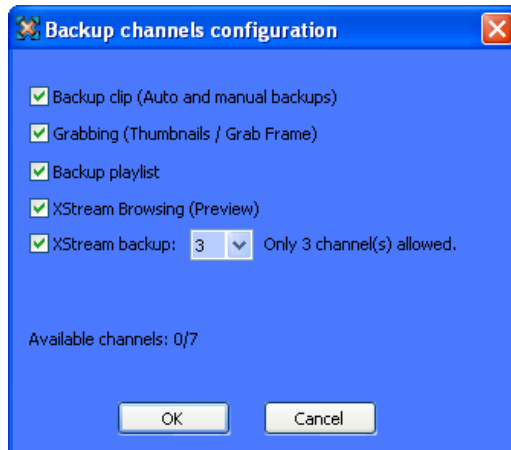 Backup channels configuration
Backup clip (Auto and manual backups)
Grabbing (Thumbnails / Grab Frame)
Backup playlist
XStream Browsing (Preview)
XStream backup: 3 Only 3 channel(s) allowed.
Available channels: 0/7
OK Cancel